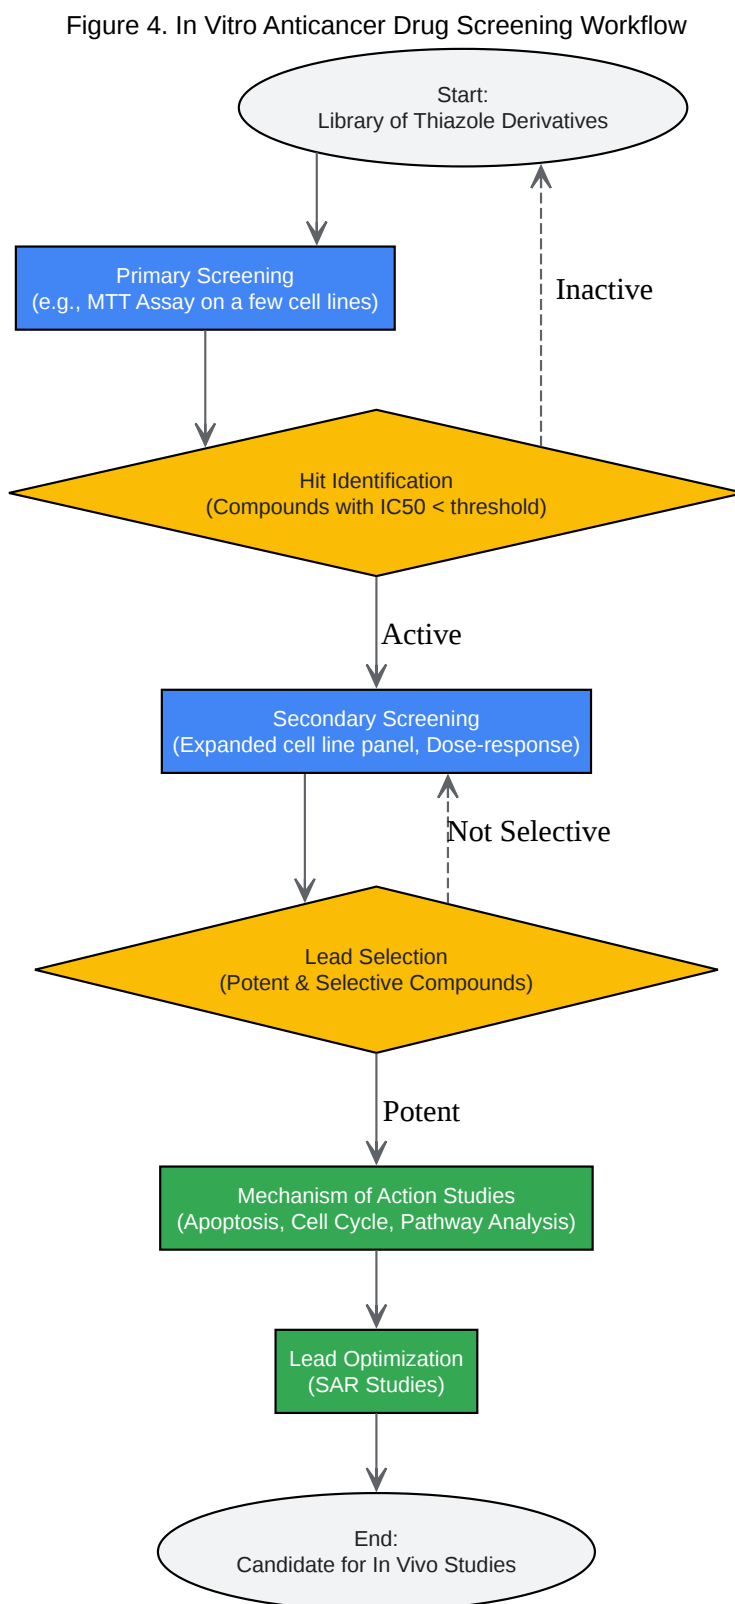 Figure 4. In Vitro Anticancer Drug Screening Workflow
Start:
Library of Thiazole Derivatives
Primary Screening
(e.g., MTT Assay on a few cell lines)
Inactive
Hit Identification
(Compounds with IC50 < threshold)
Active
Secondary Screening
(Expanded cell line panel, Dose-response)
Not Selective
Lead Selection
(Potent & Selective Compounds)
Potent
Mechanism of Action Studies
(Apoptosis, Cell Cycle, Pathway Analysis)
Lead Optimization
(SAR Studies)
End:
Candidate for In Vivo Studies